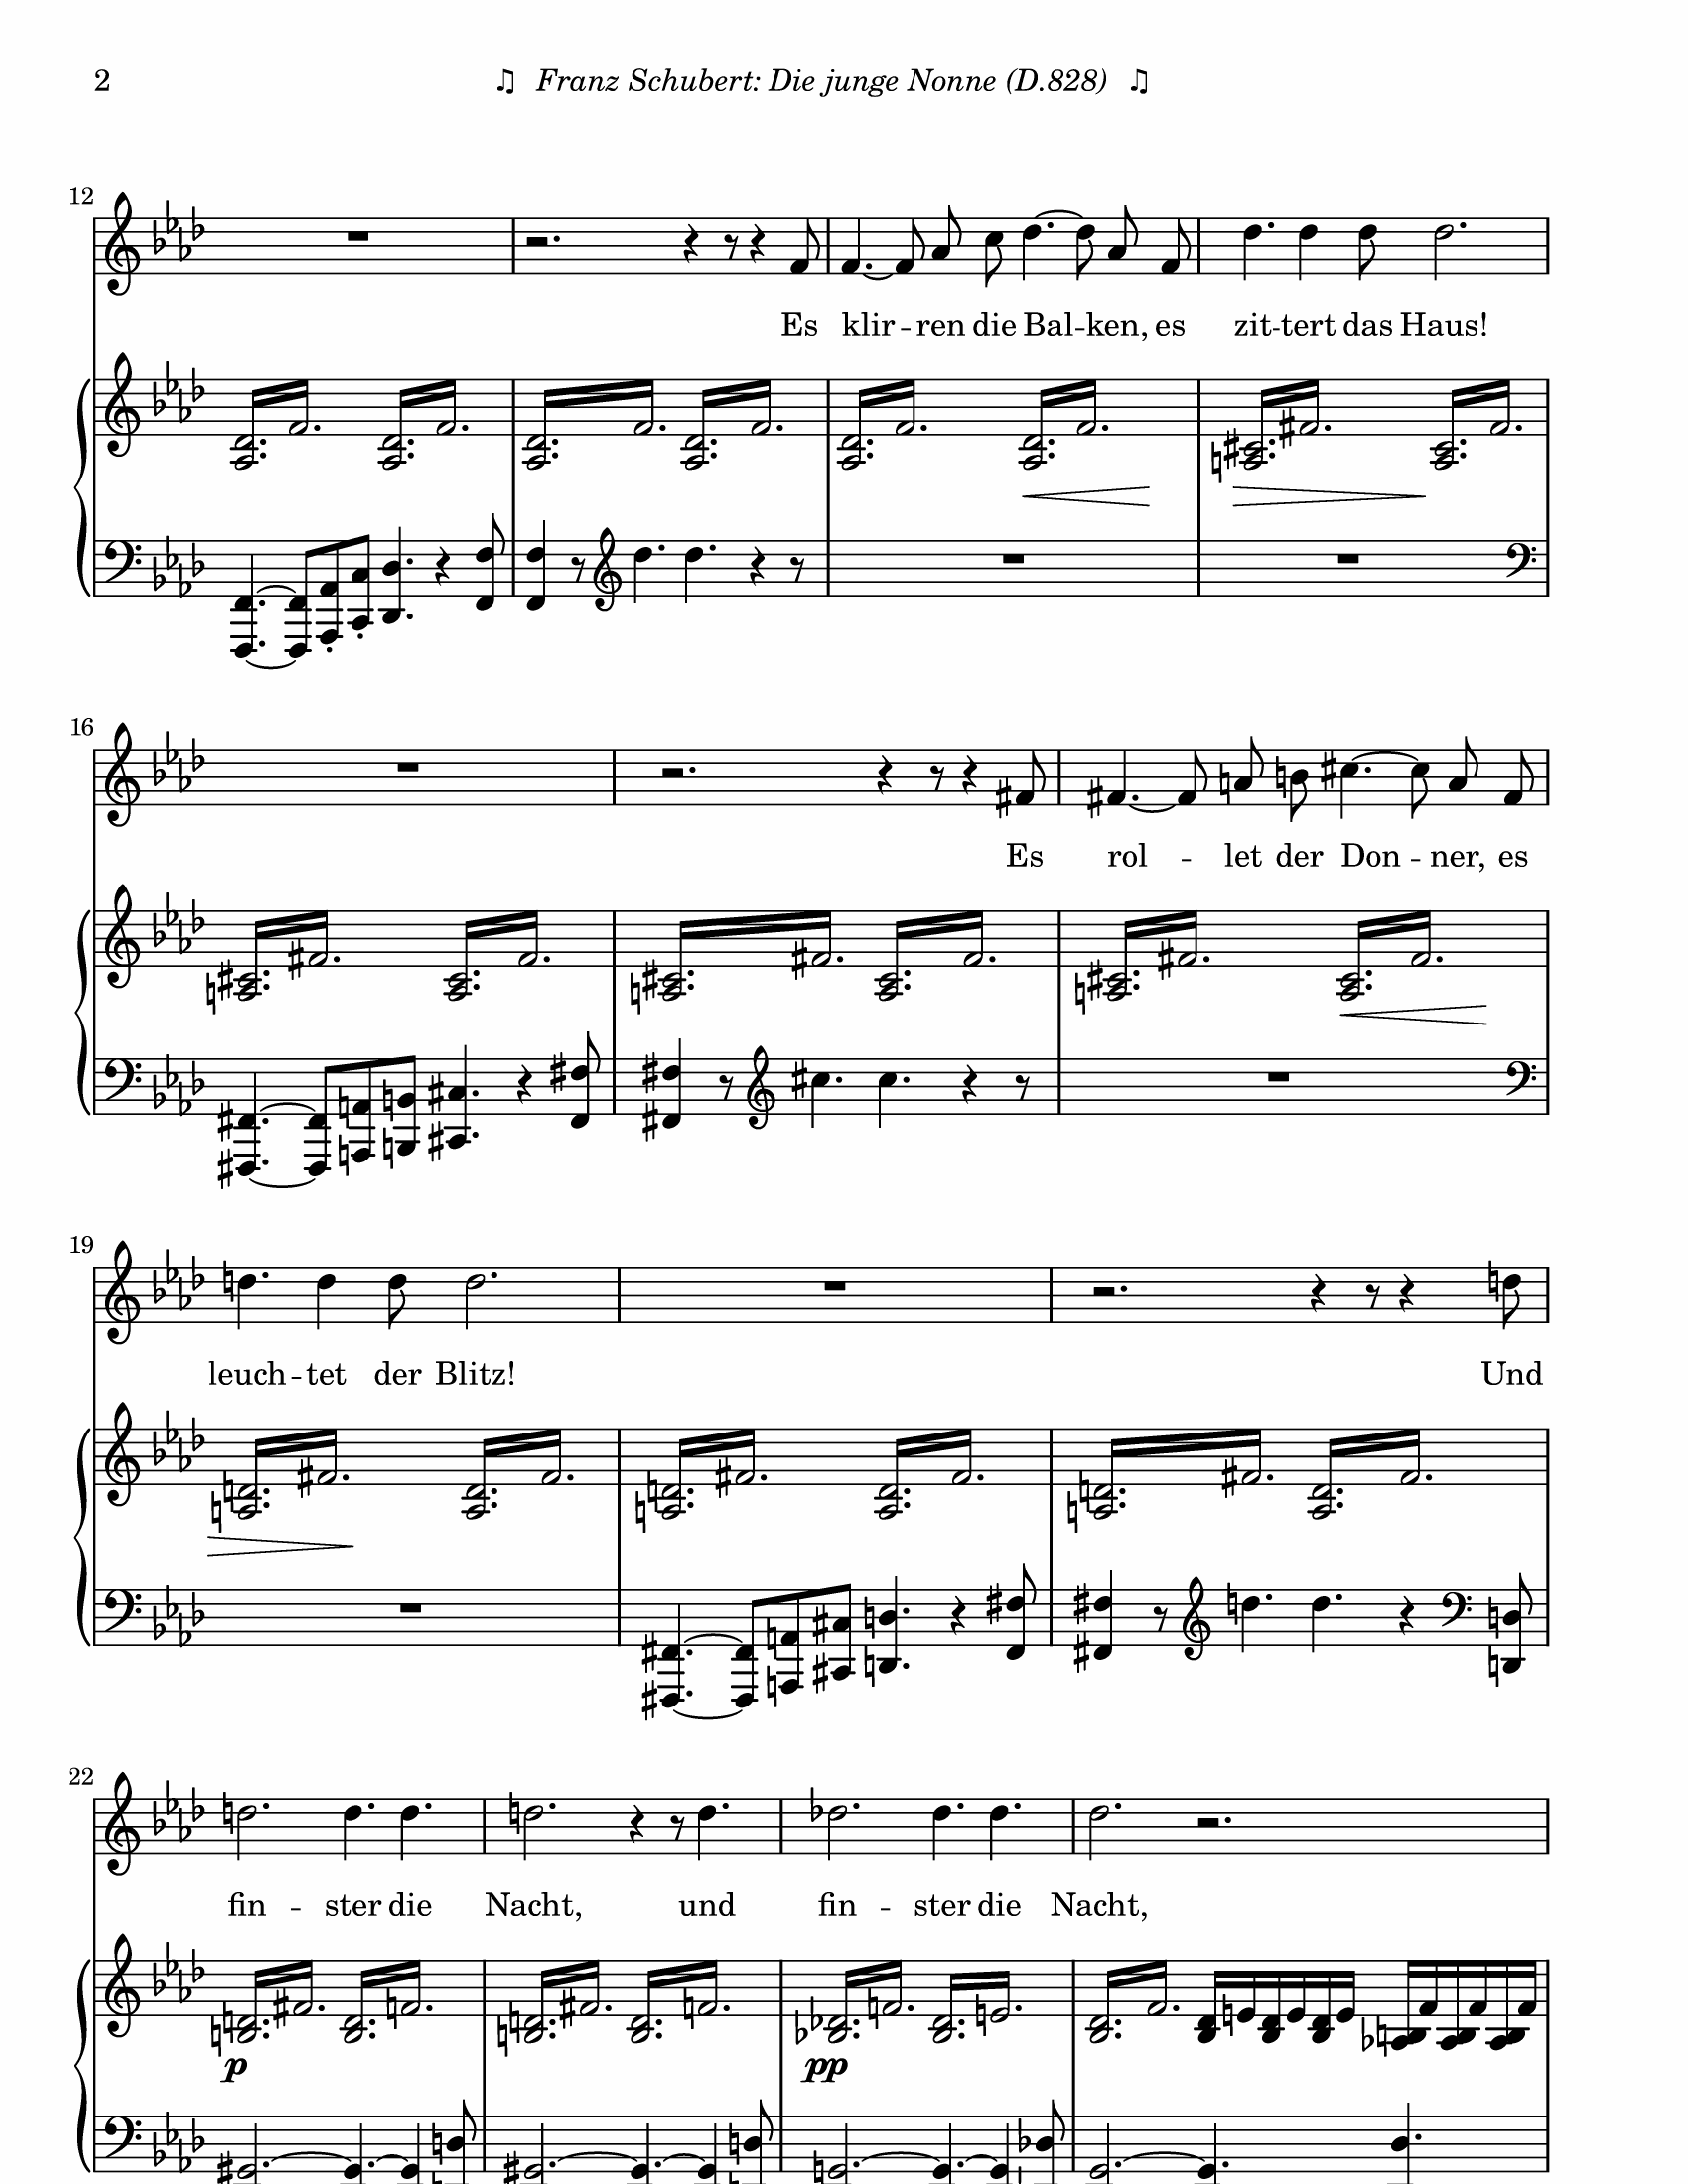 2 ♫ Franz Schubert: Die junge Nonne (D.828) ♫
12
Es klir -- ren die Bal -- ken, es zit -- tert das Haus!
16
Es rol -- let der Don -- ner, es
19
leuch -- tet der Blitz! Und
22
fin -- ster die Nacht, und fin -- ster die Nacht,
p pp